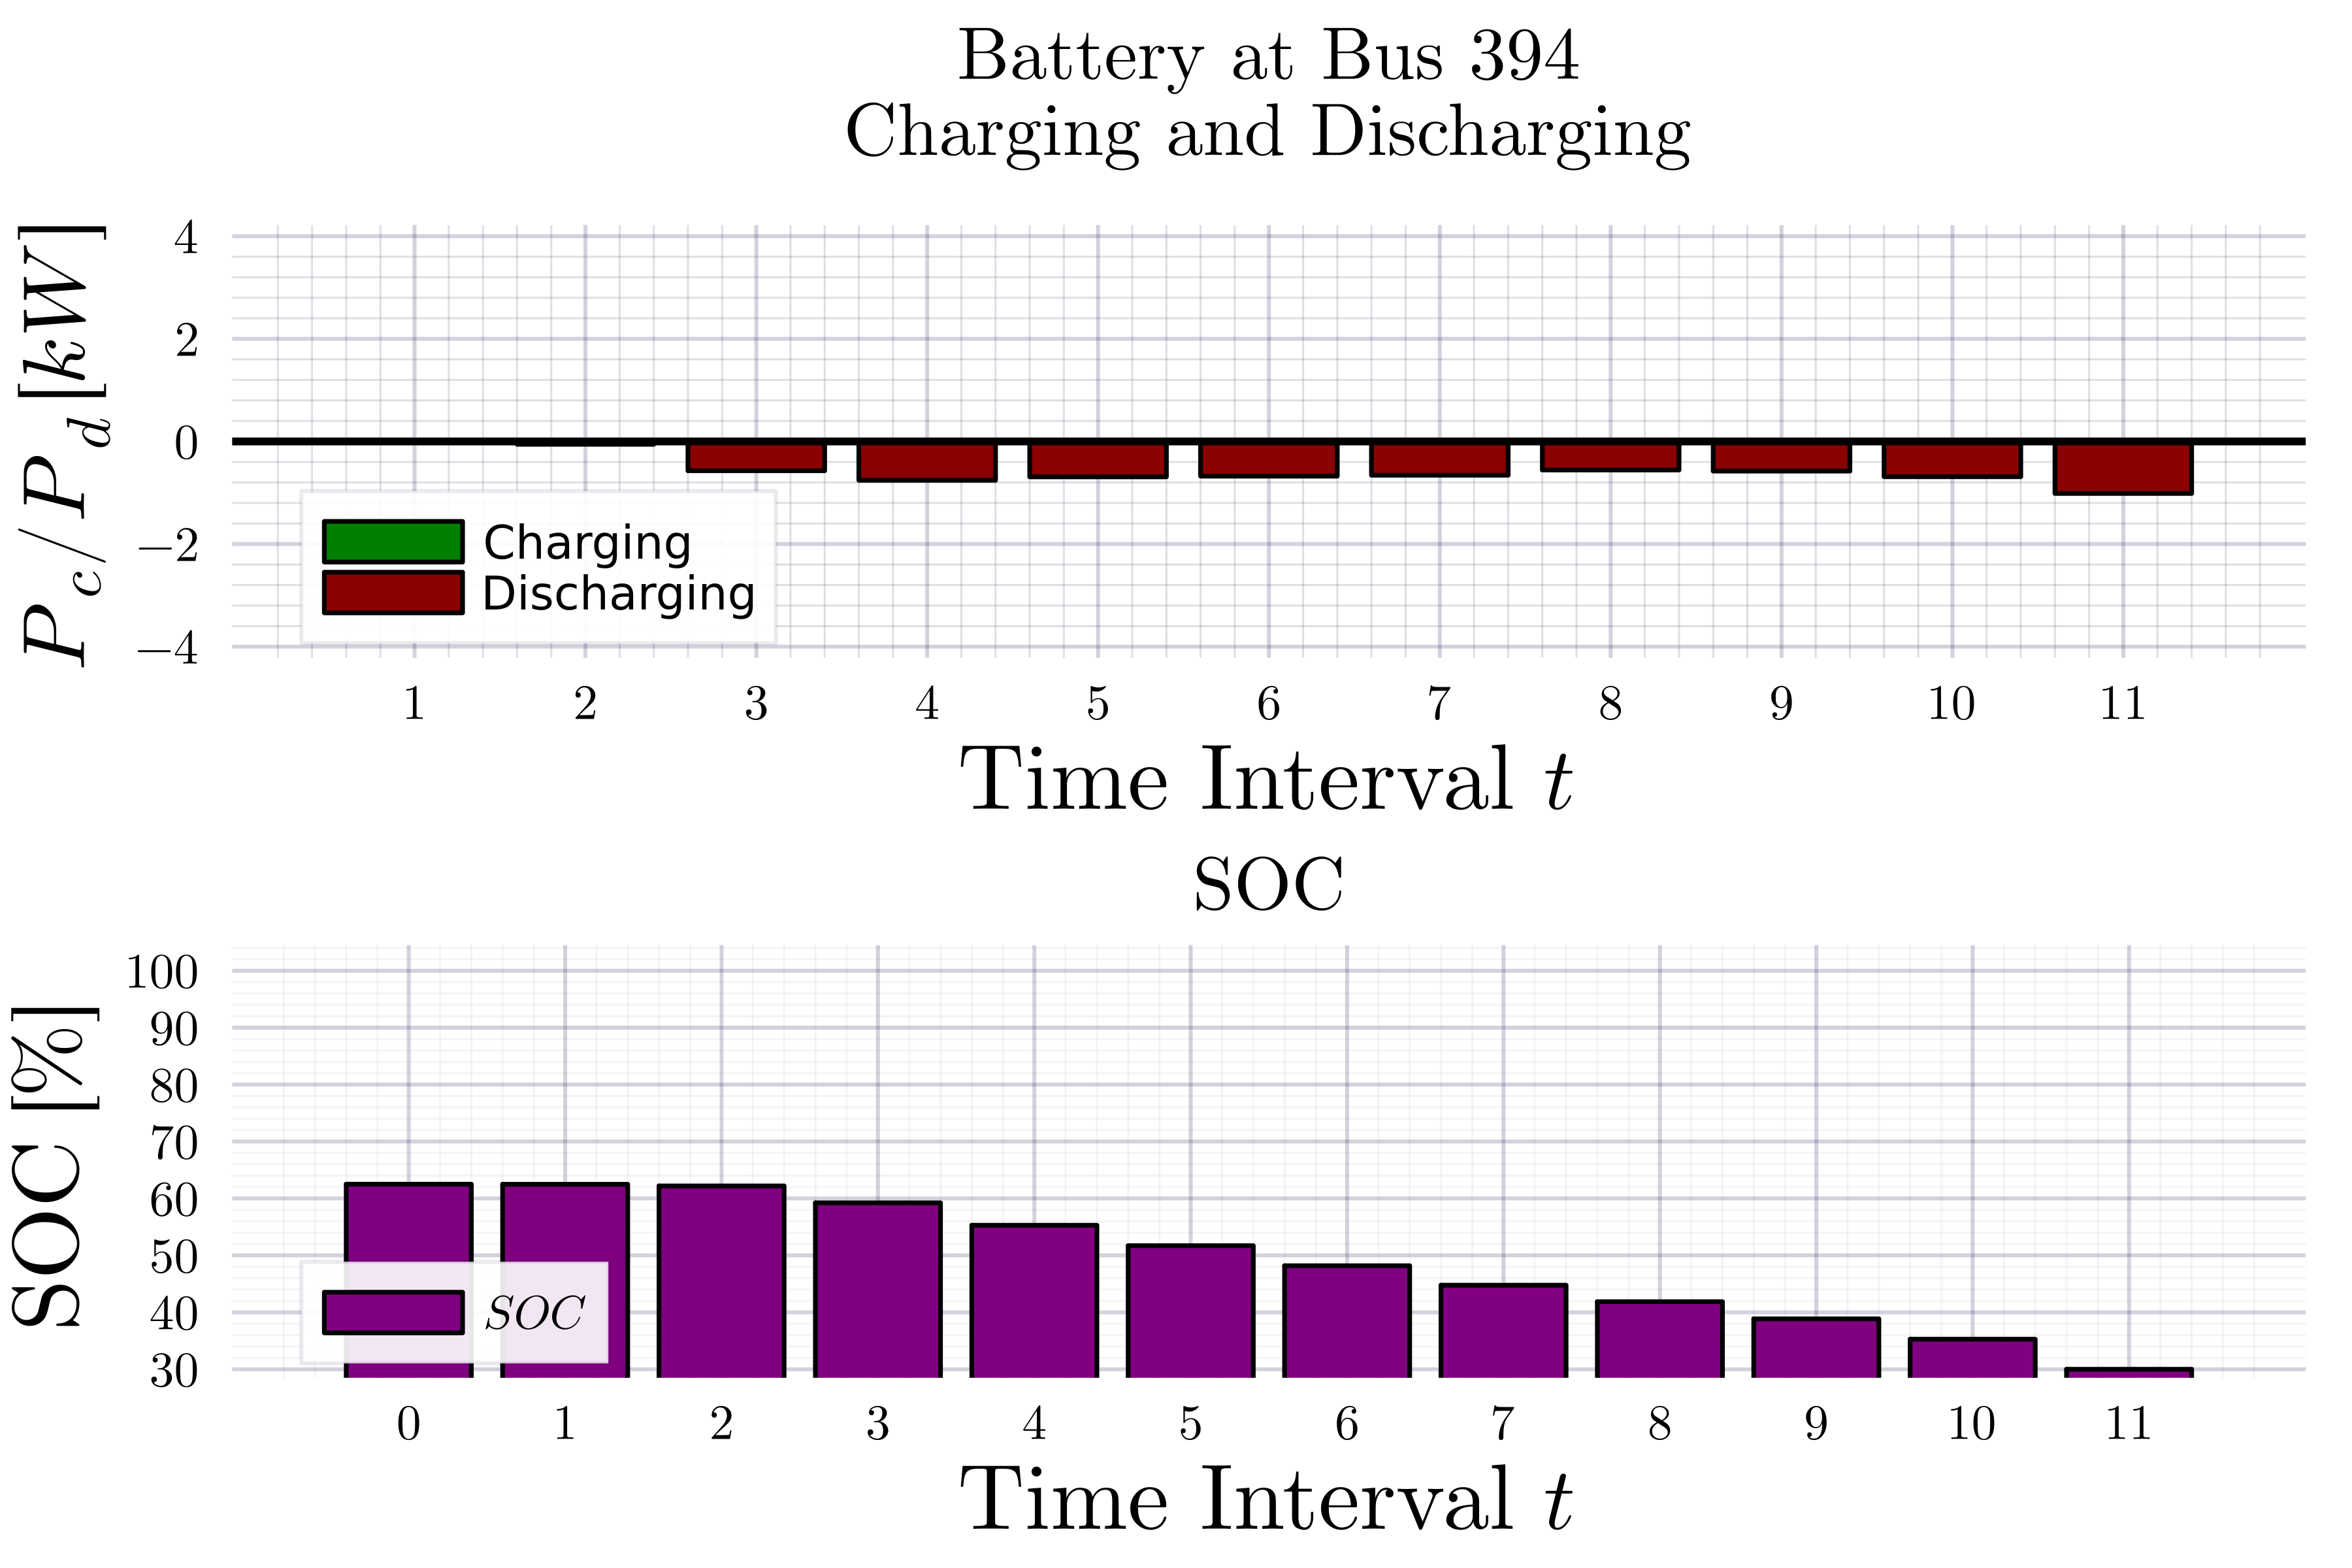 Battery at Bus 394
Charging and Discharging
P_c/P_d [kW]
4
2
0
−2
−4
Charging
Discharging
1 2 3 4 5 6 7 8 9 10 11
Time Interval t
SOC
SOC [%]
100
90
80
70
60
50
40
30
SOC
0 1 2 3 4 5 6 7 8 9 10 11
Time Interval t